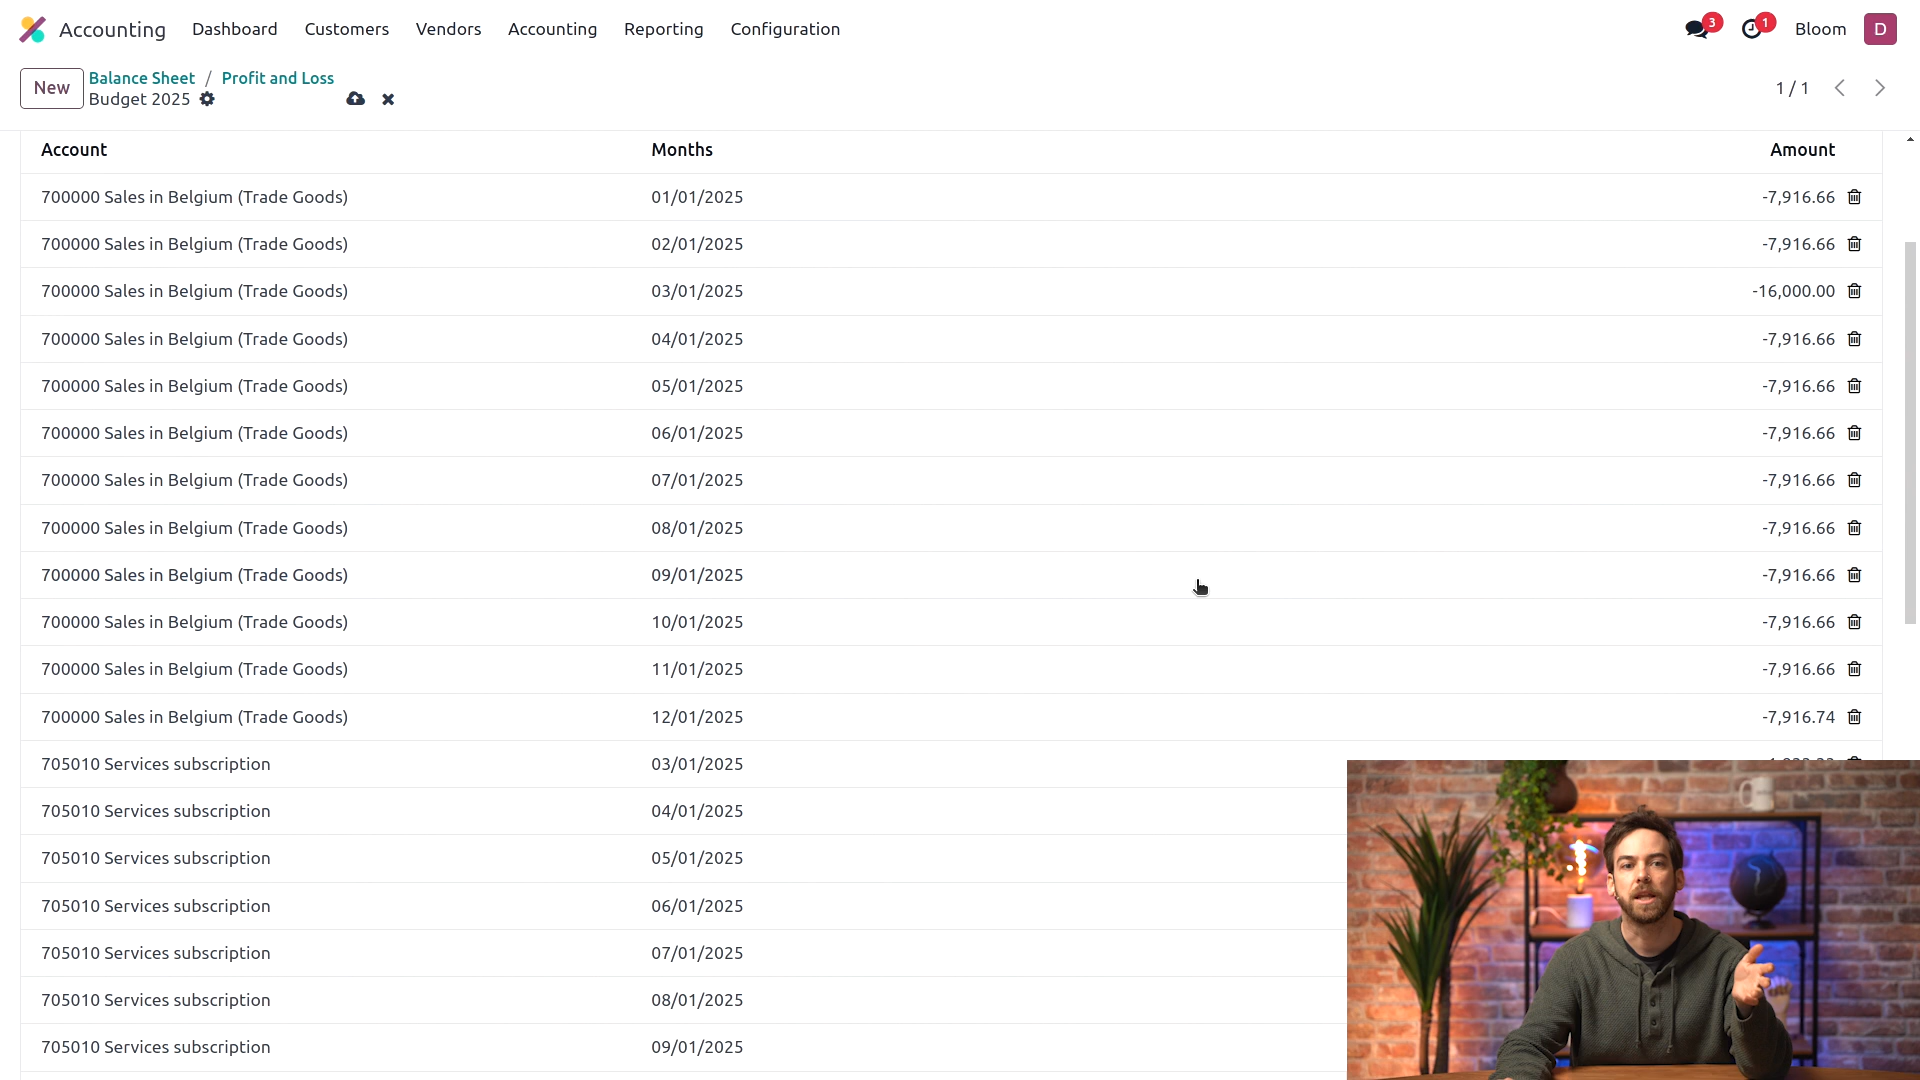 Accounting Dashboard Customers Vendors Accounting Reporting Configuration 3 1 Bloom D
New Balance Sheet / Profit and Loss 1 / 1
Budget 2025
Account Months Amount
700000 Sales in Belgium (Trade Goods) 01/01/2025 -7,916.66
700000 Sales in Belgium (Trade Goods) 02/01/2025 -7,916.66
700000 Sales in Belgium (Trade Goods) 03/01/2025 -16,000.00
700000 Sales in Belgium (Trade Goods) 04/01/2025 -7,916.66
700000 Sales in Belgium (Trade Goods) 05/01/2025 -7,916.66
700000 Sales in Belgium (Trade Goods) 06/01/2025 -7,916.66
700000 Sales in Belgium (Trade Goods) 07/01/2025 -7,916.66
700000 Sales in Belgium (Trade Goods) 08/01/2025 -7,916.66
700000 Sales in Belgium (Trade Goods) 09/01/2025 -7,916.66
700000 Sales in Belgium (Trade Goods) 10/01/2025 -7,916.66
700000 Sales in Belgium (Trade Goods) 11/01/2025 -7,916.66
700000 Sales in Belgium (Trade Goods) 12/01/2025 -7,916.74
705010 Services subscription 03/01/2025
705010 Services subscription 04/01/2025
705010 Services subscription 05/01/2025
705010 Services subscription 06/01/2025
705010 Services subscription 07/01/2025
705010 Services subscription 08/01/2025
705010 Services subscription 09/01/2025